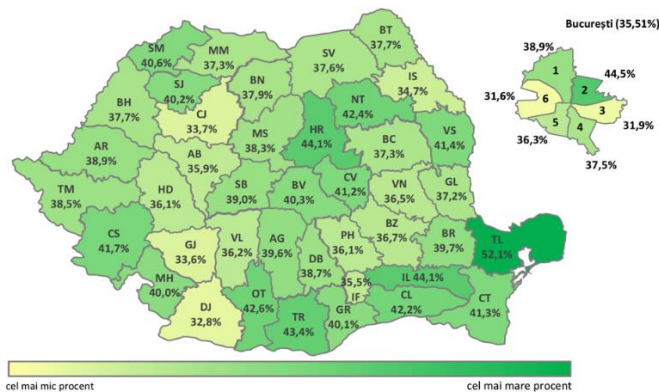 BT
37,7%
București (35,51%)
SM
40,6%
MM
37,3%
SV
37,6%
38,9%
1
44,5%
2
31,6%
6
3
31,9%
5
4
36,3%
37,5%
SJ
40,2%
BN
37,9%
IS
34,7%
BH
37,7%
CJ
33,7%
NT
42,4%
MS
38,3%
HR
44,1%
BC
37,3%
VS
41,4%
AR
38,9%
AB
35,9%
TM
38,5%
HD
36,1%
SB
39,0%
BV
40,3%
CV
41,2%
VN
36,5%
GL
37,2%
CS
41,7%
GJ
33,6%
VL
36,2%
AG
39,6%
PH
36,1%
BZ
36,7%
BR
39,7%
TL
52,1%
DB
38,7%
MH
40,0%
35,5%
IF
IL 44,1%
DJ
32,8%
OT
42,6%
TR
43,4%
GR
40,1%
CL
42,2%
CT
41,3%
cel mai mic procent
cel mai mare procent